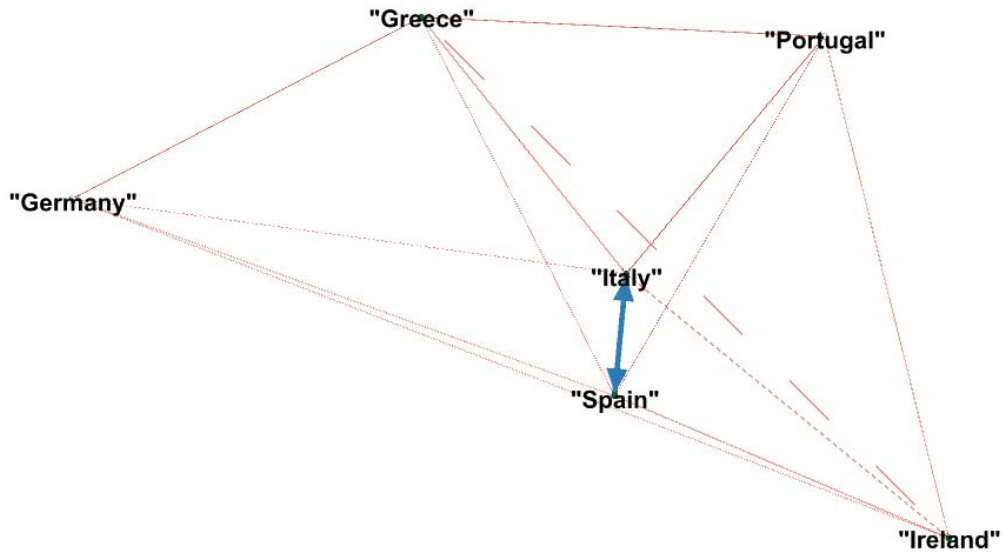 "Greece"
"Portugal"
"Germany"
"Italy"
"Spain"
"Ireland"